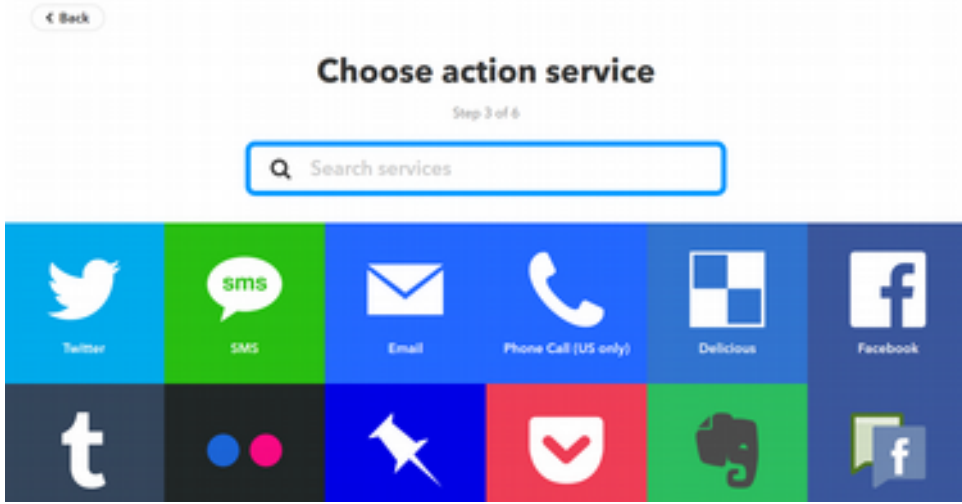 Back
Choose action service
Step 3 of 6
Search services
sms
Twitter
SMS
Email
Phone Call (US only)
Delicious
Facebook